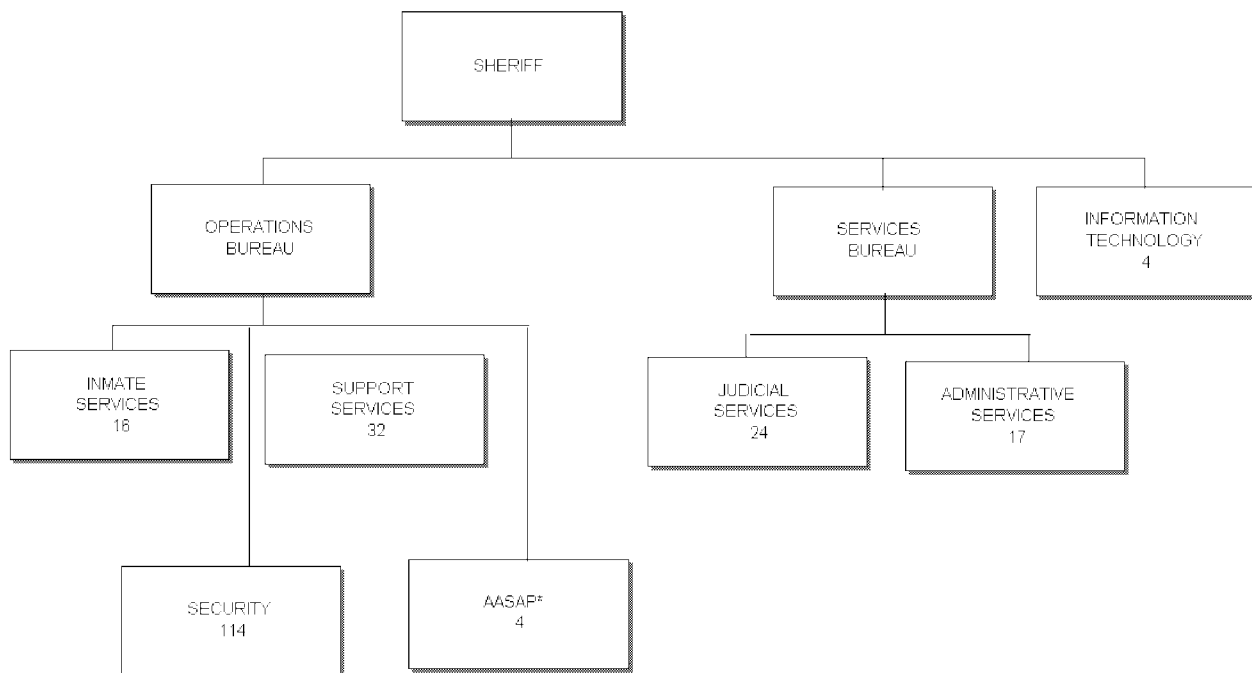 SHERIFF
OPERATIONS
BUREAU
SERVICES
BUREAU
INFORMATION
TECHNOLOGY
4
INMATE
SERVICES
16
SUPPORT
SERVICES
32
JUDICIAL
SERVICES
24
ADMINISTRATIVE
SERVICES
17
SECURITY
114
AASAP*
4